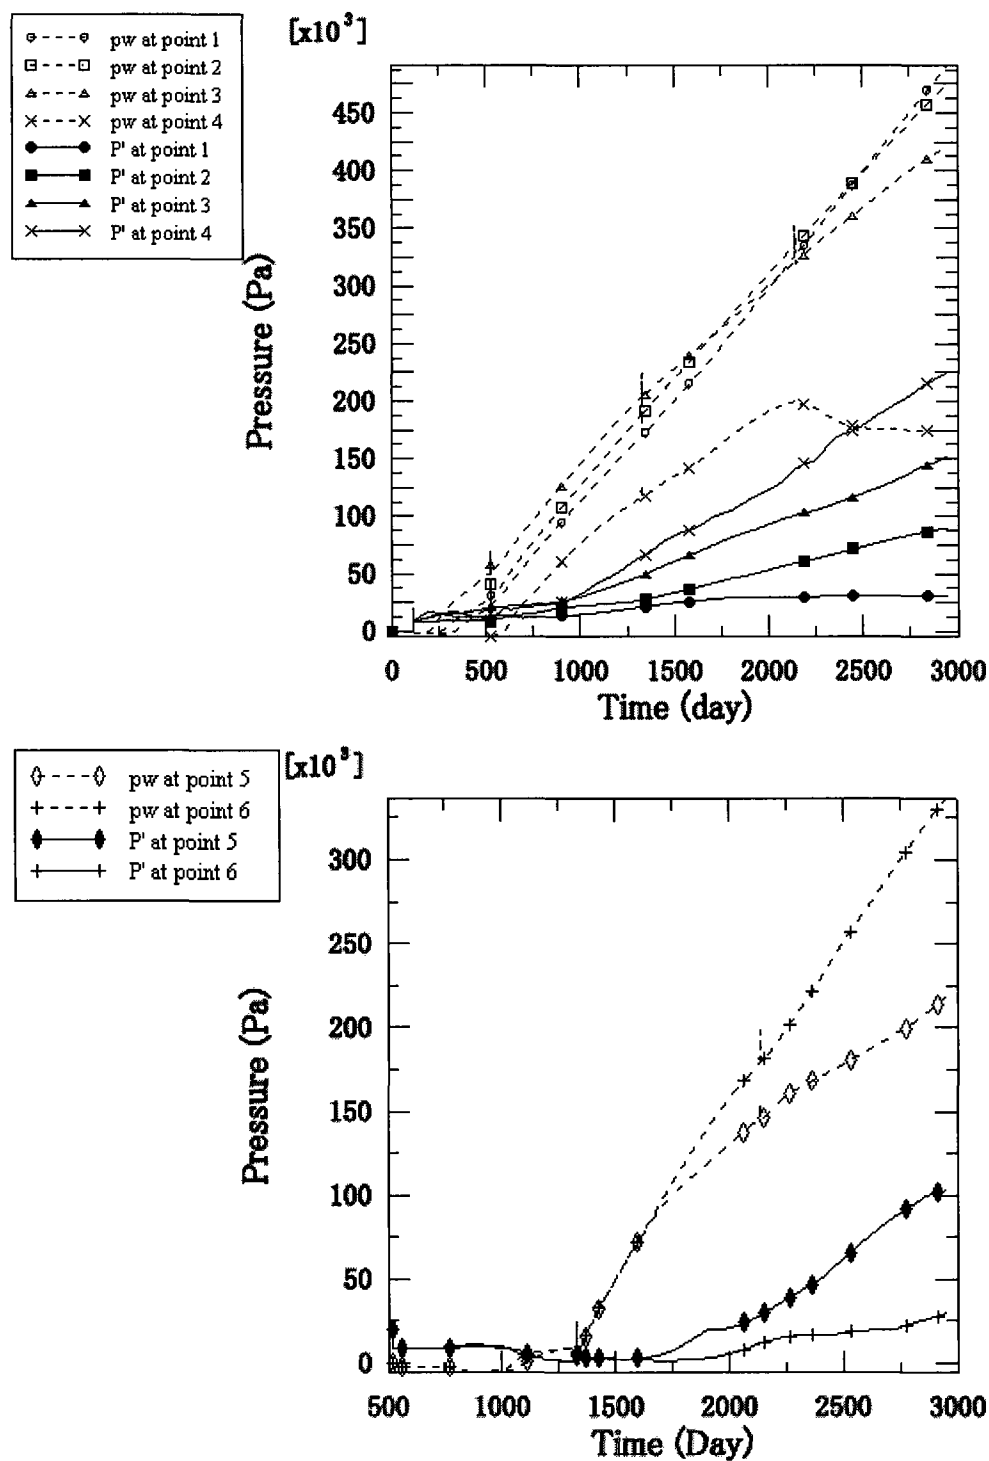 [x10³]
pw at point 1
pw at point 2
pw at point 3
pw at point 4
P' at point 1
P' at point 2
P' at point 3
P' at point 4
Pressure (Pa)
450
400
350
300
250
200
150
100
50
0
0 500 1000 1500 2000 2500 3000
Time (day)
[x10³]
pw at point 5
pw at point 6
P' at point 5
P' at point 6
Pressure (Pa)
300
250
200
150
100
50
0
500 1000 1500 2000 2500 3000
Time (Day)